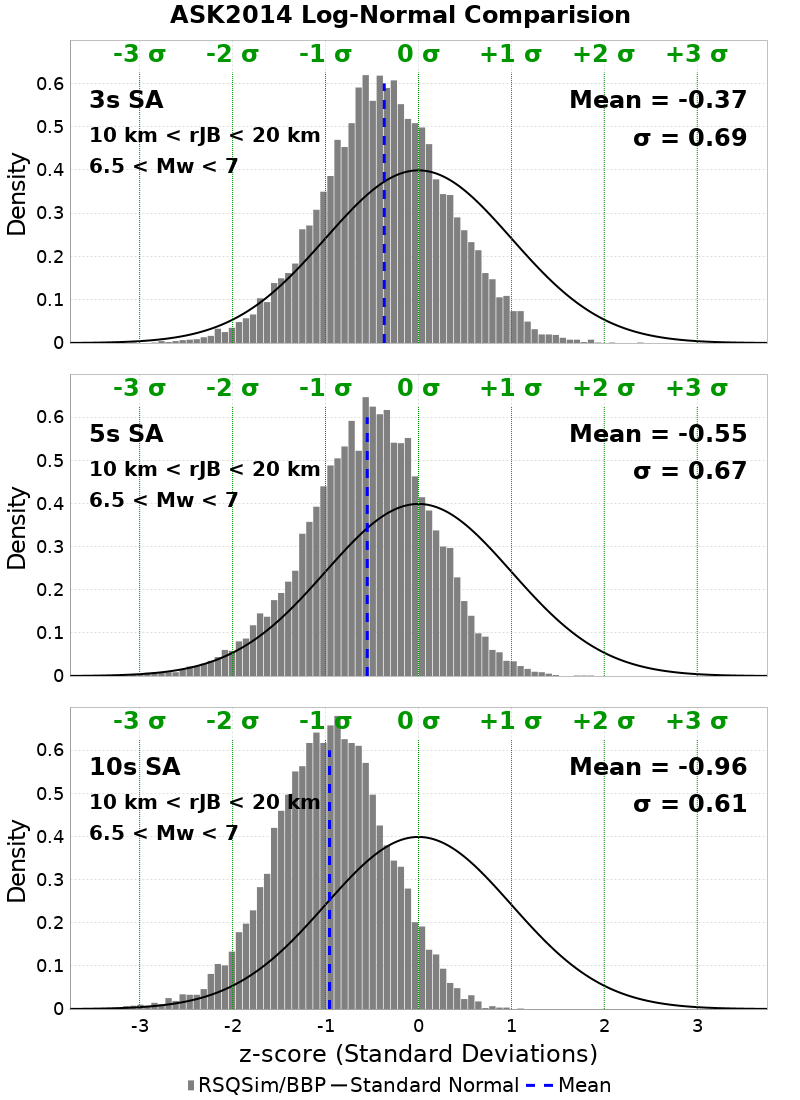 ASK2014 Log-Normal Comparision
-3 σ -2 σ -1 σ 0 σ +1 σ +2 σ +3 σ
3s SA
Mean = -0.37
10 km < rJB < 20 km
σ = 0.69
6.5 < Mw < 7
Density
0.6
0.5
0.4
0.3
0.2
0.1
0
-3 σ -2 σ -1 σ 0 σ +1 σ +2 σ +3 σ
5s SA
Mean = -0.55
10 km < rJB < 20 km
σ = 0.67
6.5 < Mw < 7
Density
0.6
0.5
0.4
0.3
0.2
0.1
0
-3 σ -2 σ -1 σ 0 σ +1 σ +2 σ +3 σ
10s SA
Mean = -0.96
10 km < rJB < 20 km
σ = 0.61
6.5 < Mw < 7
Density
0.6
0.5
0.4
0.3
0.2
0.1
0
-3 -2 -1 0 1 2 3
z-score (Standard Deviations)
RSQSim/BBP Standard Normal Mean